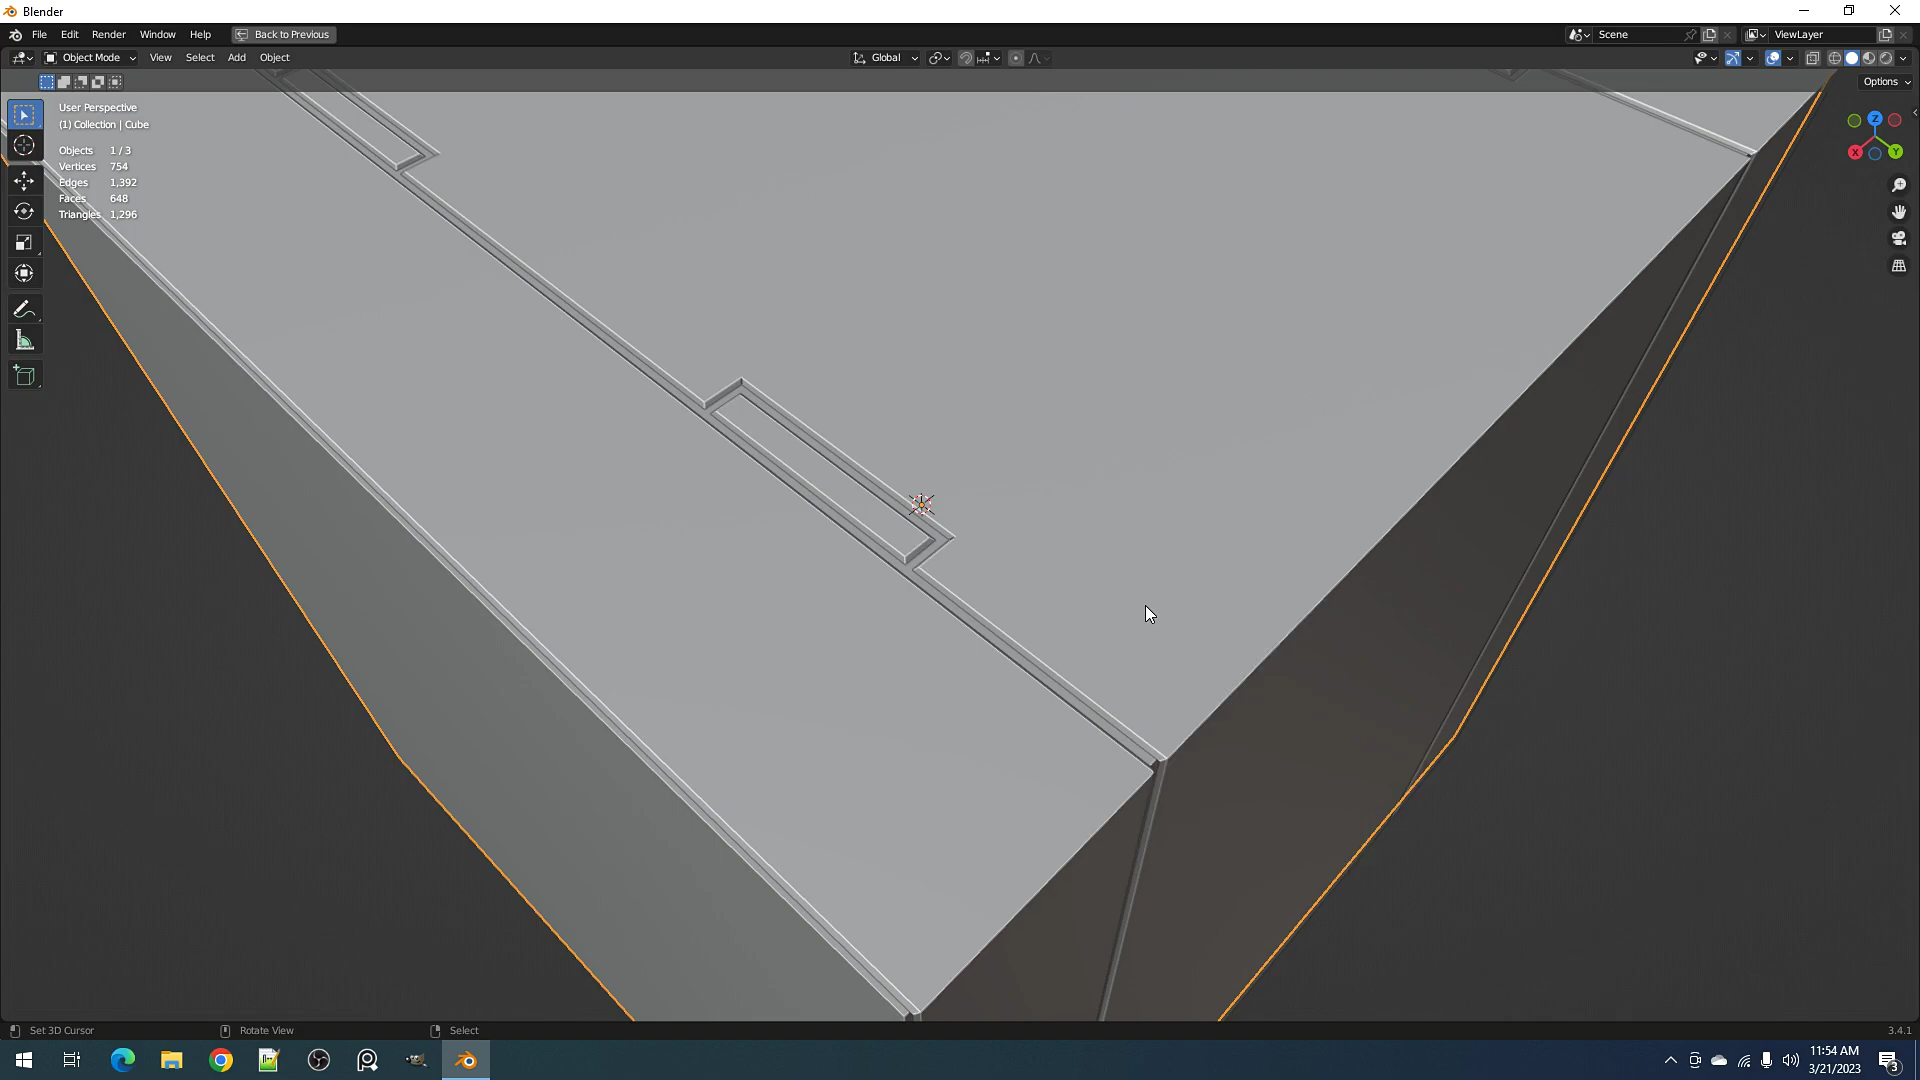 Blender
File Edit Render Window Help Back to Previous Scene ViewLayer
Object Mode View Select Add Object Global
Options
User Perspective
(1) Collection | Cube
Objects 1 / 3
Vertices 754
Edges 1,392
Faces 648
Triangles 1,296
Z
X Y
Set 3D Cursor Rotate View Select 3.4.1
11:54 AM
3/21/2023
3